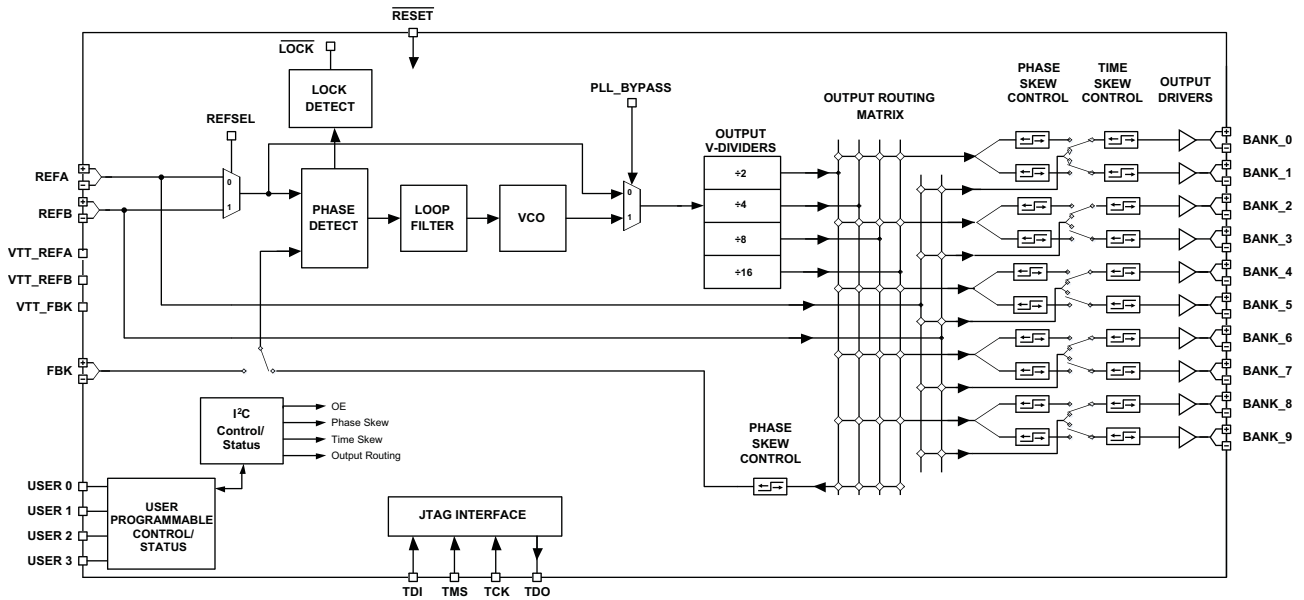 RESET
LOCK
LOCK
DETECT
REFSEL
PLL_BYPASS
OUTPUT ROUTING
MATRIX
PHASE
SKEW
CONTROL
TIME
SKEW
CONTROL
OUTPUT
DRIVERS
OUTPUT
V-DIVIDERS
÷2
÷4
÷8
÷16
REFA
+
-
REFB
+
-
0
1
PHASE
DETECT
LOOP
FILTER
VCO
0
1
VTT_REFA
VTT_REFB
VTT_FBK
FBK
+
-
+
-
BANK_0
+
-
BANK_1
+
-
BANK_2
+
-
BANK_3
+
-
BANK_4
+
-
BANK_5
+
-
BANK_6
+
-
BANK_7
+
-
BANK_8
+
-
BANK_9
I²C
Control/
Status
OE
Phase Skew
Time Skew
Output Routing
PHASE
SKEW
CONTROL
USER 0
USER 1
USER 2
USER 3
USER
PROGRAMMABLE
CONTROL/
STATUS
JTAG INTERFACE
TDI
TMS
TCK
TDO